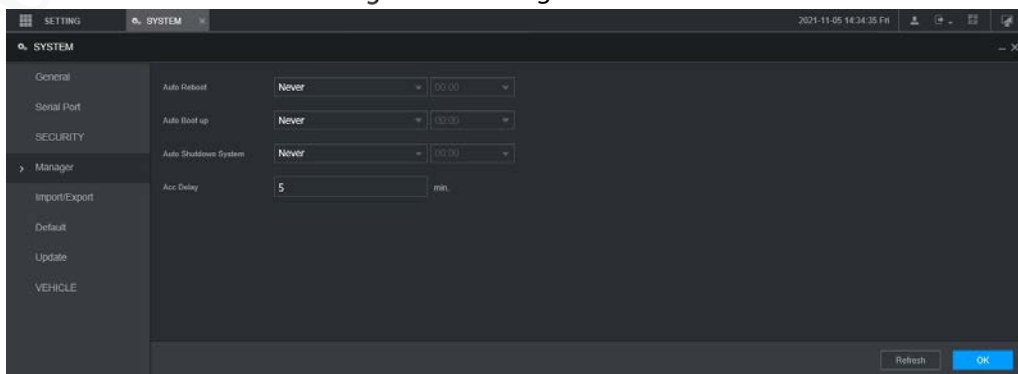 SETTING SYSTEM × 2021-11-05 14:34:35 Fri
SYSTEM
General
Serial Port
SECURITY
Manager
Import/Export
Default
Update
VEHICLE
Auto Reboot Never 00:00
Auto Boot up Never 00:00
Auto Shutdown System Never 00:00
Acc Delay 5 min.
Refresh OK